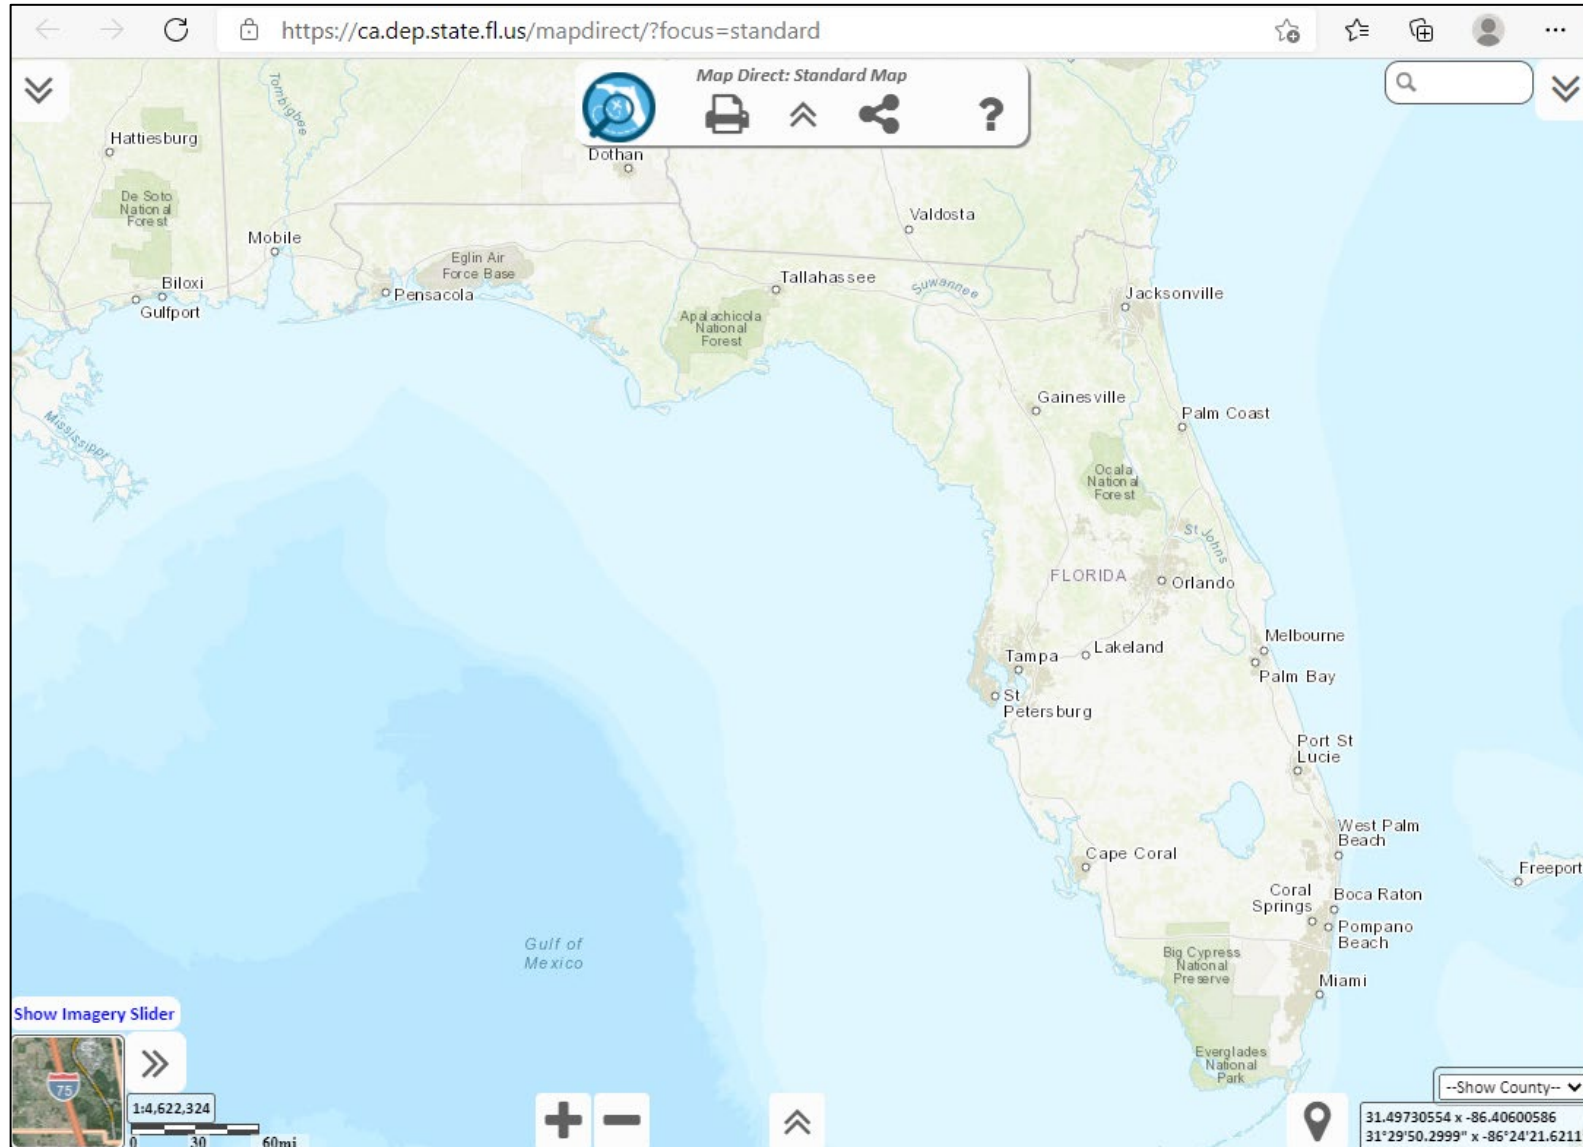 https://ca.dep.state.fl.us/mapdirect/?focus=standard
Map Direct: Standard Map
?
Tombigbee
Hattiesburg
Dothan
De Soto
National
Forest
Valdosta
Mobile
Eglin Air
Force Base
Tallahassee
Suwannee
Biloxi
Pensacola
Jacksonville
Gulfport
Apalachicola
National
Forest
Gainesville
Palm Coast
Mississippi
Ocala
National
Forest
St Johns
FLORIDA
Orlando
Melbourne
Lakeland
Tampa
Palm Bay
St
Petersburg
Port St
Lucie
West Palm
Beach
Cape Coral
Freeport
Coral
Springs
Boca Raton
Pompano
Beach
Gulf of
Mexico
Big Cypress
National
Preserve
Miami
Show Imagery Slider
Everglades
National
Park
75
--Show County--
1:4,622,324
31.49730554 x -86.40600586
0 30 60mi
31°29'50.2999" x -86°24'21.6211